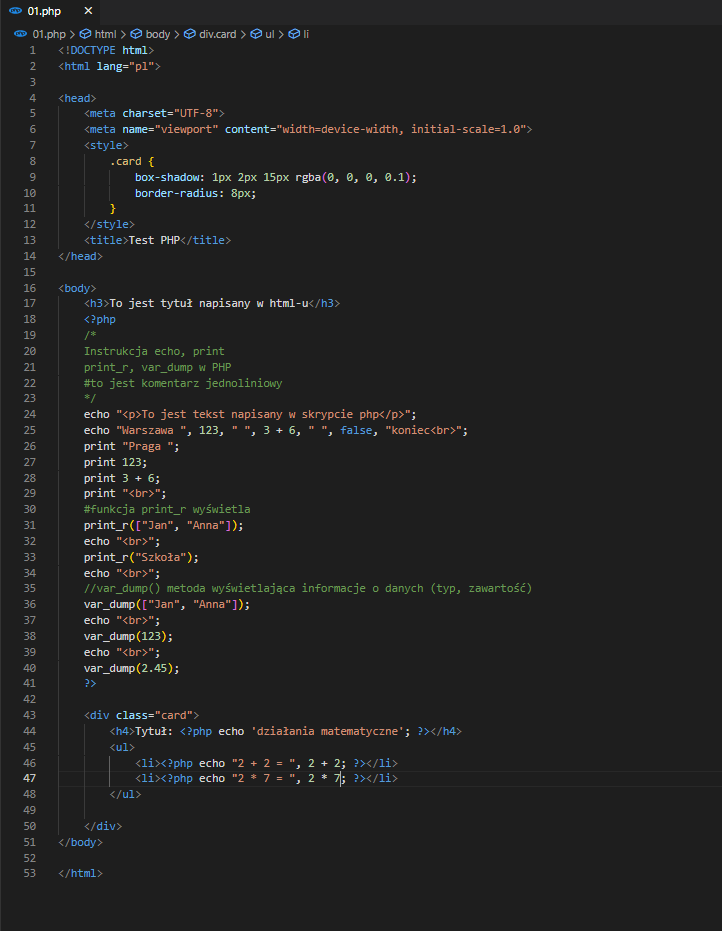 01.php ×
01.php > html > body > div.card > ul > li
1 <!DOCTYPE html>
2 <html lang="pl">
3
4 <head>
5     <meta charset="UTF-8">
6     <meta name="viewport" content="width=device-width, initial-scale=1.0">
7     <style>
8         .card {
9             box-shadow: 1px 2px 15px rgba(0, 0, 0, 0.1);
10             border-radius: 8px;
11         }
12     </style>
13     <title>Test PHP</title>
14 </head>
15
16 <body>
17     <h3>To jest tytuł napisany w html-u</h3>
18     <?php
19     /*
20     Instrukcja echo, print
21     print_r, var_dump w PHP
22     #to jest komentarz jednoliniowy
23     */
24     echo "<p>To jest tekst napisany w skrypcie php</p>";
25     echo "Warszawa ", 123, " ", 3 + 6, " ", false, "koniec<br>";
26     print "Praga ";
27     print 123;
28     print 3 + 6;
29     print "<br>";
30     #funkcja print_r wyświetla
31     print_r(["Jan", "Anna"]);
32     echo "<br>";
33     print_r("Szkoła");
34     echo "<br>";
35     //var_dump() metoda wyświetlająca informacje o danych (typ, zawartość)
36     var_dump(["Jan", "Anna"]);
37     echo "<br>";
38     var_dump(123);
39     echo "<br>";
40     var_dump(2.45);
41     ?>
42
43     <div class="card">
44         <h4>Tytuł: <?php echo 'działania matematyczne'; ?></h4>
45         <ul>
46             <li><?php echo "2 + 2 = ", 2 + 2; ?></li>
47             <li><?php echo "2 * 7 = ", 2 * 7; ?></li>
48         </ul>
49
50     </div>
51 </body>
52
53 </html>